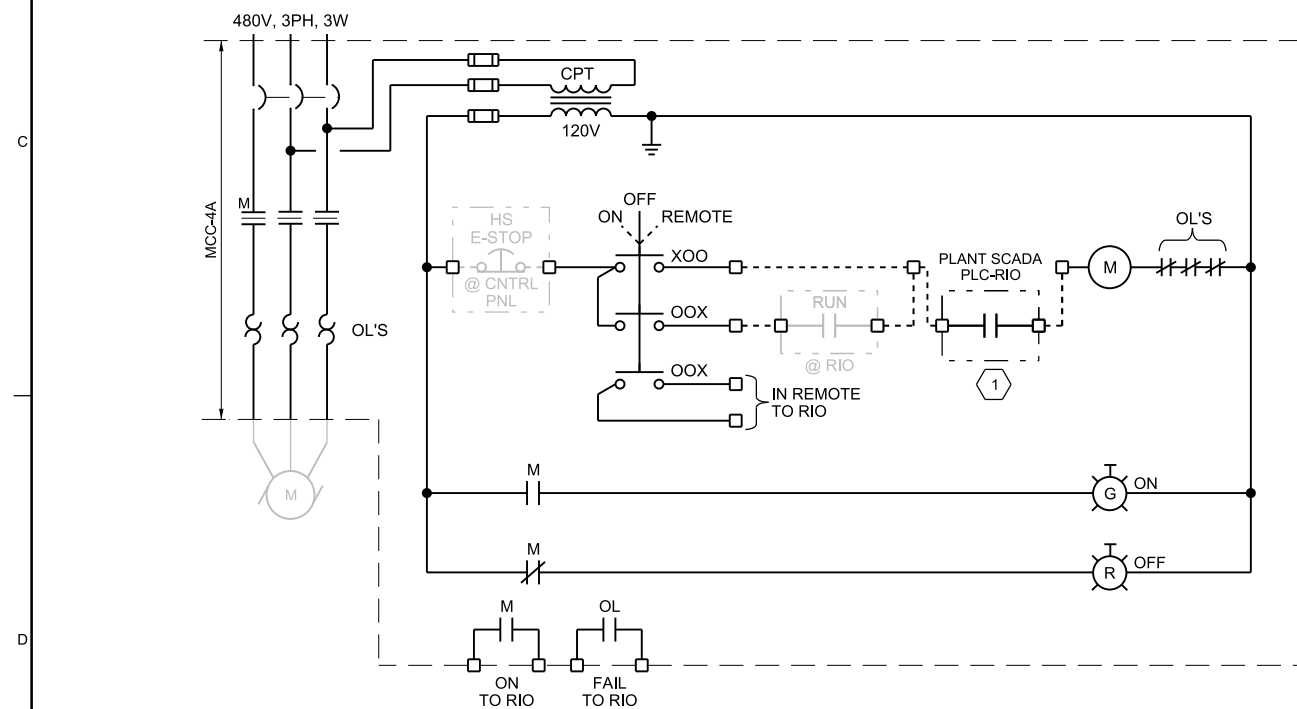 480V, 3PH, 3W
CPT
120V
C
MCC-4A
M
HS
E-STOP
@ CNTRL
PNL
OFF
ON
REMOTE
XOO
OOX
OOX
RUN
@ RIO
IN REMOTE
TO RIO
PLANT SCADA
PLC-RIO
1
M
OL'S
OL'S
M
M
G
ON
M
R
OFF
D
M
OL
ON
TO RIO
FAIL
TO RIO